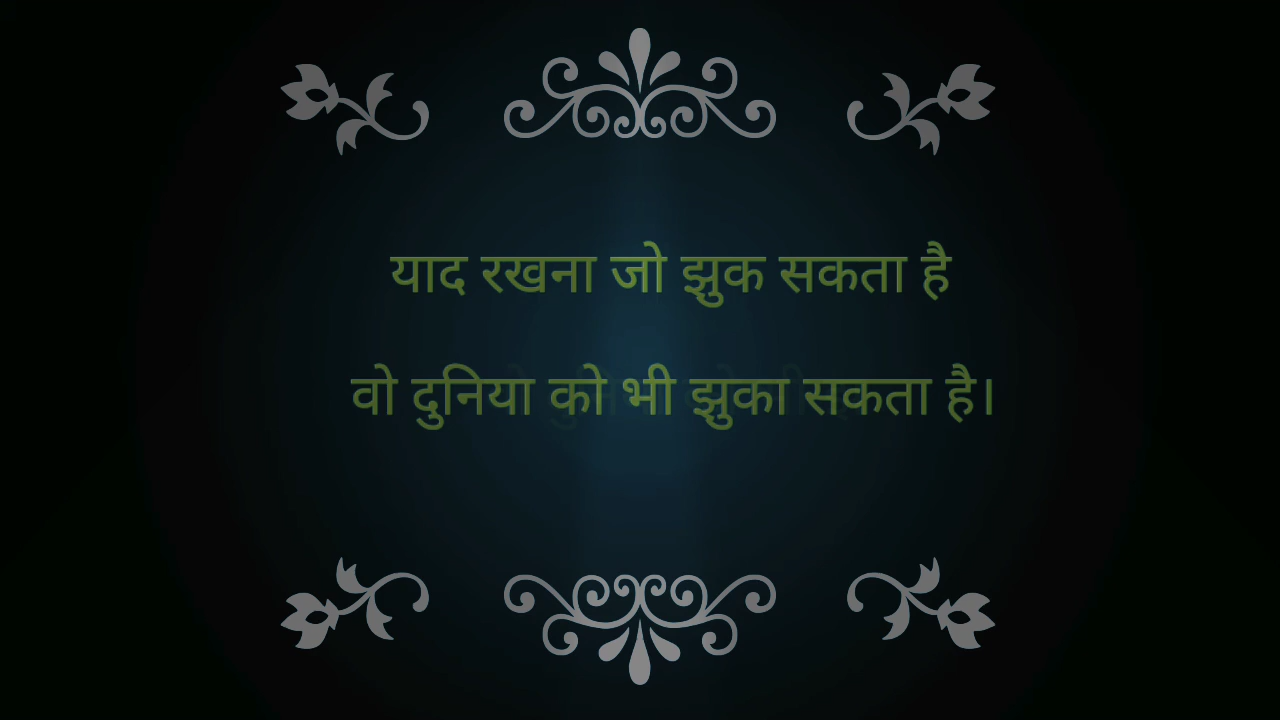 याद रखना जो झुक सकता है
वो दुनियो को भी झुका सकता है।